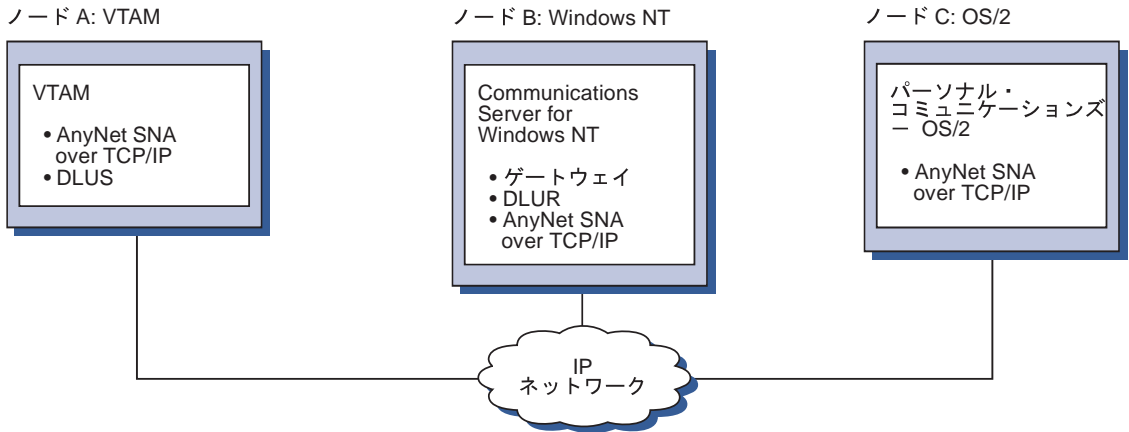 ノード A: VTAM
VTAM
• AnyNet SNA
over TCP/IP
• DLUS
ノード B: Windows NT
Communications
Server for
Windows NT
• ゲートウェイ
• DLUR
• AnyNet SNA
over TCP/IP
ノード C: OS/2
パーソナル・
コミュニケーションズ
― OS/2
• AnyNet SNA
over TCP/IP
IP
ネットワーク